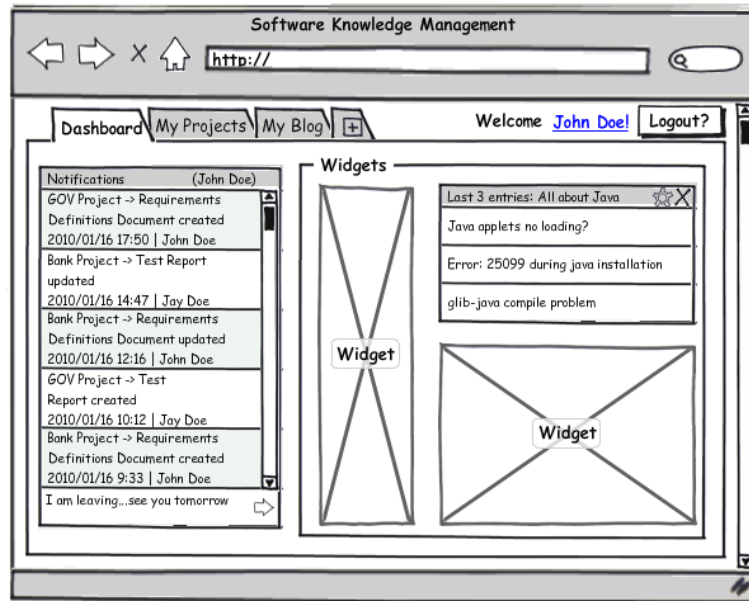 Software Knowledge Management
X
http://
Dashboard My Projects My Blog + Welcome John Doe! Logout?
Notifications (John Doe)
GOV Project -> Requirements
Definitions Document created
2010/01/16 17:50 | John Doe
Bank Project -> Test Report
updated
2010/01/16 14:47 | Jay Doe
Bank Project -> Requirements
Definitions Document updated
2010/01/16 12:16 | John Doe
GOV Project -> Test
Report created
2010/01/16 10:12 | Jay Doe
Bank Project -> Requirements
Definitions Document created
2010/01/16 9:33 | John Doe
I am leaving...see you tomorrow
Widgets
Widget
Last 3 entries: All about Java X
Java applets no loading?
Error: 25099 during java installation
glib-java compile problem
Widget